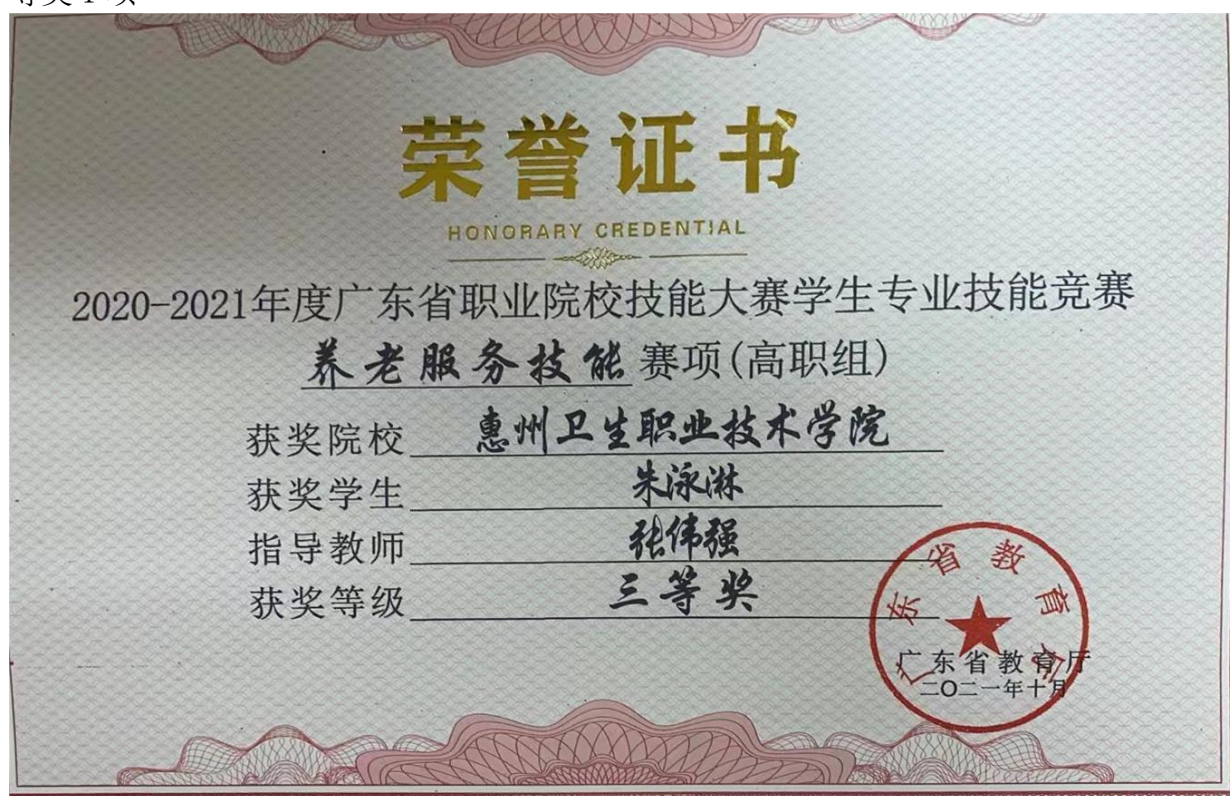 荣誉证书
HONORARY CREDENTIAL
2020-2021年度广东省职业院校技能大赛学生专业技能竞赛
养老服务技能赛项(高职组)
获奖院校 惠州卫生职业技术学院
获奖学生 朱泳淋
指导教师 张伟强
获奖等级 三等奖
广东省教育厅
广东省教育厅
二〇二一年十月